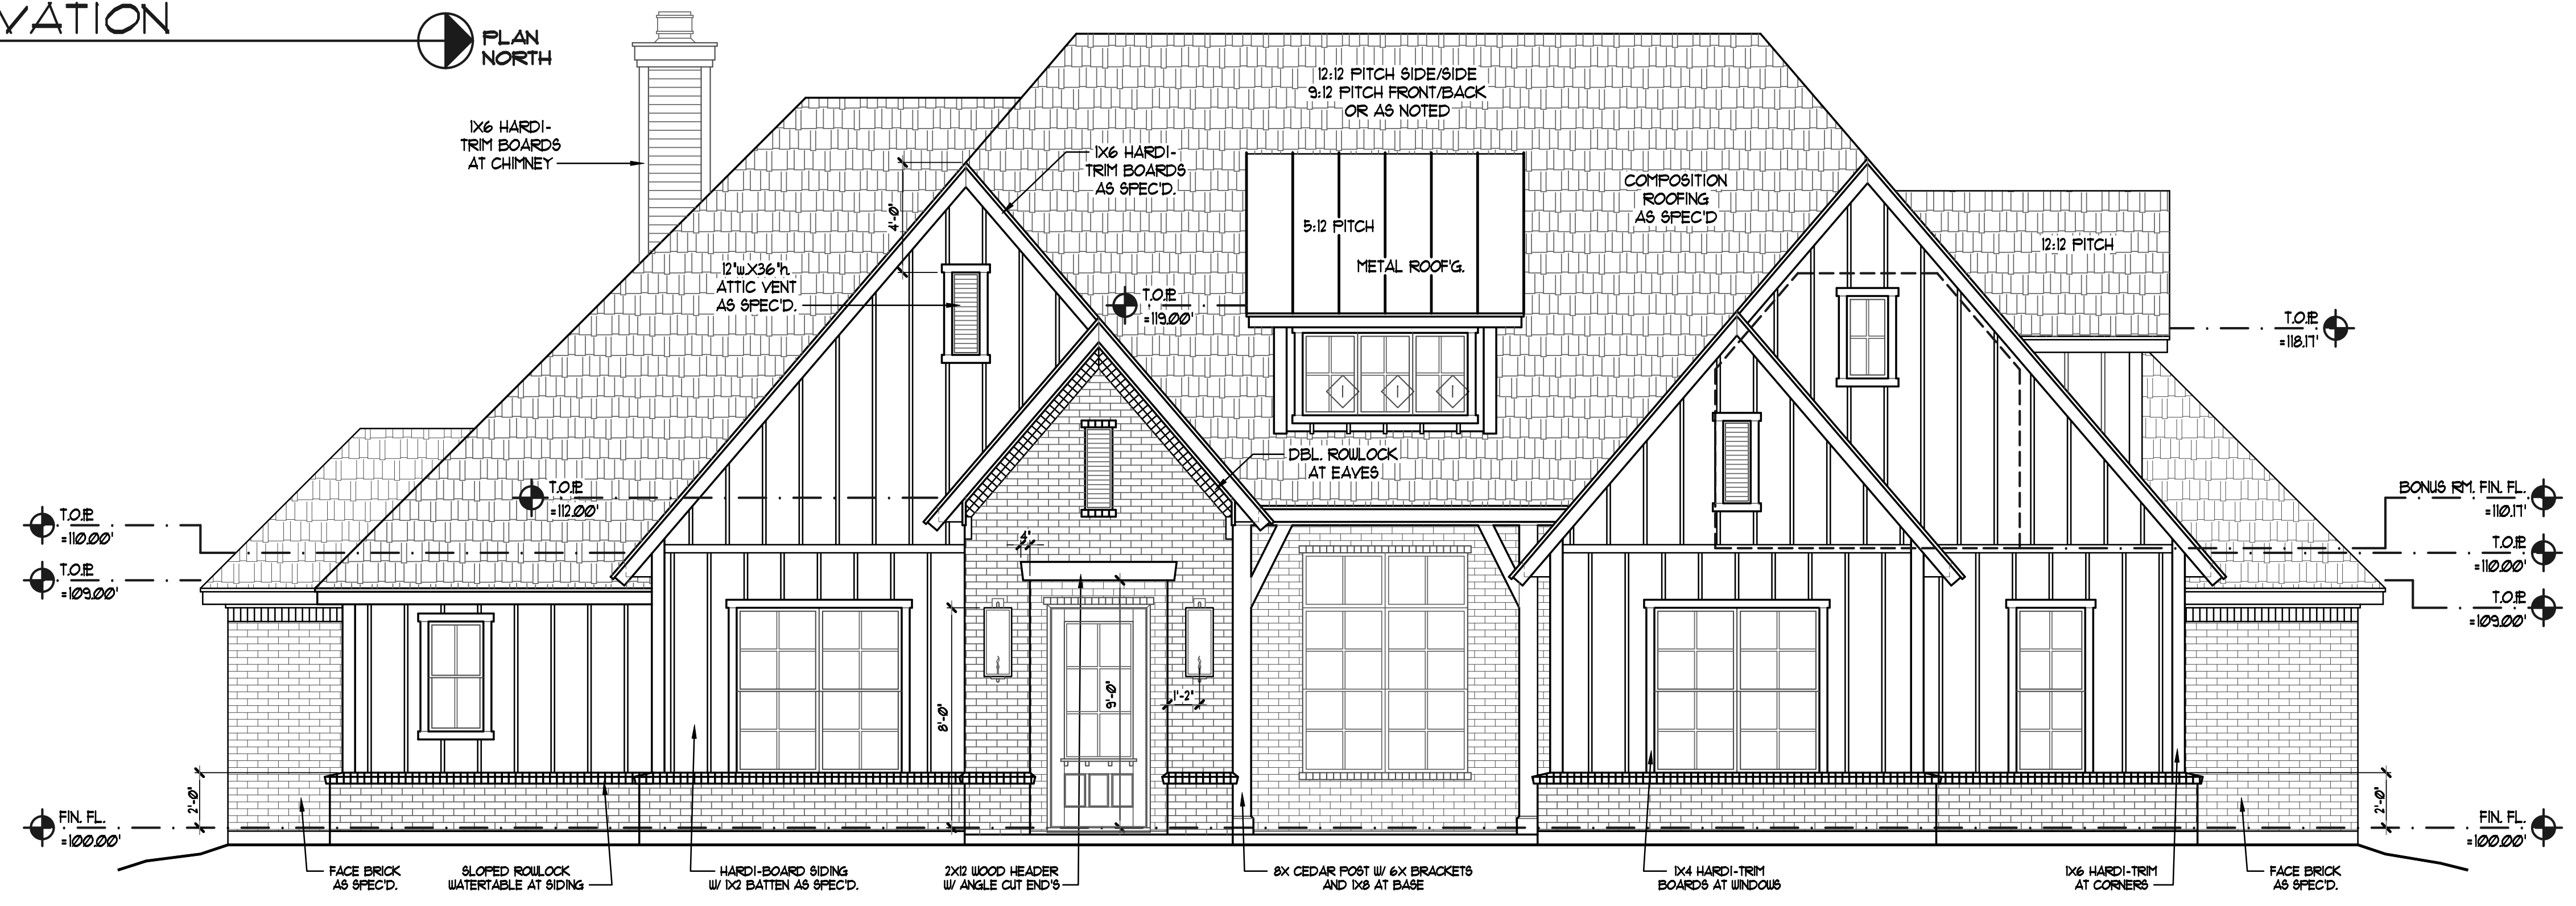 VATION
PLAN
NORTH
12:12 PITCH SIDE/SIDE
9:12 PITCH FRONT/BACK
OR AS NOTED
1X6 HARDI-
TRIM BOARDS
AT CHIMNEY
1X6 HARDI-
TRIM BOARDS
AS SPEC'D.
4'-0"
COMPOSITION
ROOFING
AS SPEC'D
5:12 PITCH
METAL ROOF'G.
12:12 PITCH
12"w.X36"h.
ATTIC VENT
AS SPEC'D.
T.O.P.
=119.00'
T.O.P.
=118.17'
DBL. ROWLOCK
AT EAVES
T.O.P.
=112.00'
BONUS RM. FIN. FL.
=110.17'
T.O.P.
=110.00'
T.O.P.
=110.00'
T.O.P.
=109.00'
T.O.P.
=109.00'
4"
8'-0"
9'-0"
1'-2"
2'-0"
2'-0"
FIN. FL.
=100.00'
FIN. FL.
=100.00'
FACE BRICK
AS SPEC'D.
SLOPED ROWLOCK
WATERTABLE AT SIDING
HARDI-BOARD SIDING
W/ 1X2 BATTEN AS SPEC'D.
2X12 WOOD HEADER
W/ ANGLE CUT END'S
8X CEDAR POST W/ 6X BRACKETS
AND 1X8 AT BASE
1X4 HARDI-TRIM
BOARDS AT WINDOWS
1X6 HARDI-TRIM
AT CORNERS
FACE BRICK
AS SPEC'D.